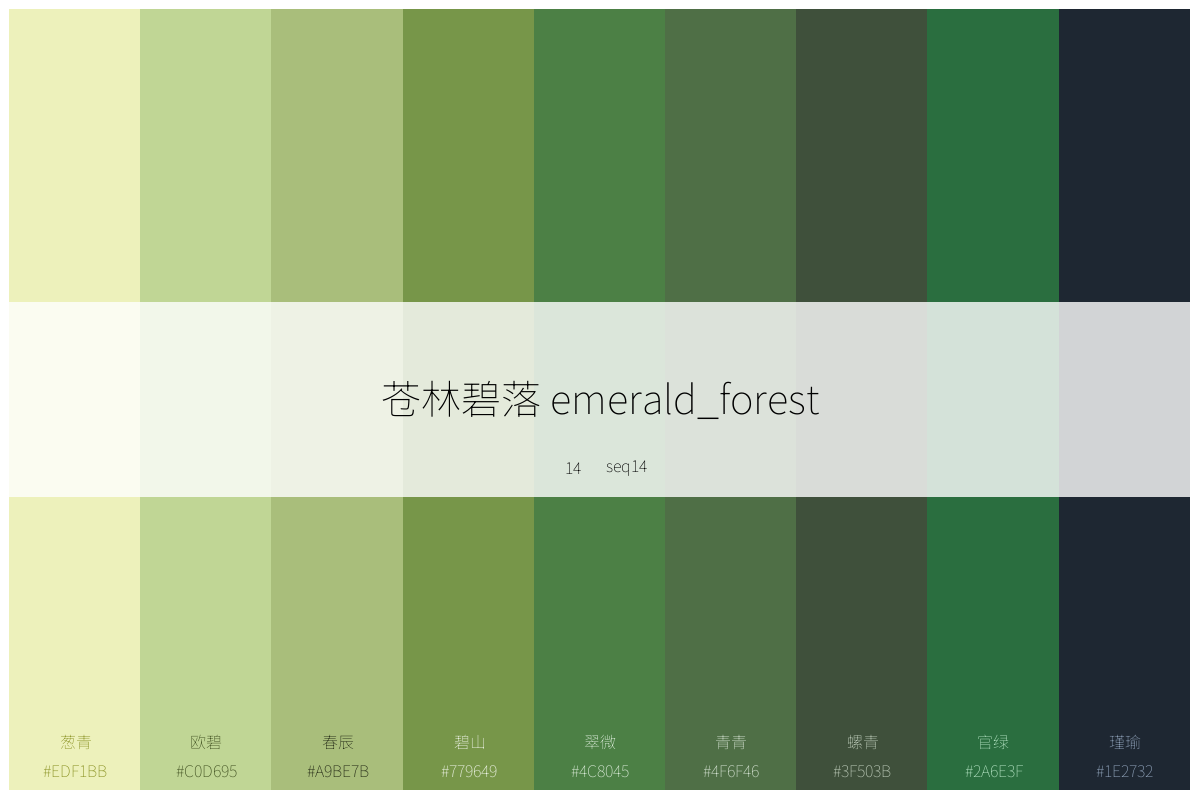 苍林碧落 emerald_forest
14 seq14
葱青 欧碧 春辰 碧山 翠微 青青 螺青 官绿 瑾瑜
#EDF1BB #C0D695 #A9BE7B #779649 #4C8045 #4F6F46 #3F503B #2A6E3F #1E2732